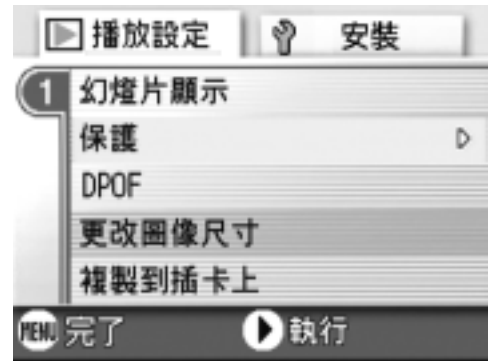 播放設定 安裝
1 幻燈片顯示
保護
DPOF
更改圖像尺寸
複製到插卡上
MENU 完了 執行